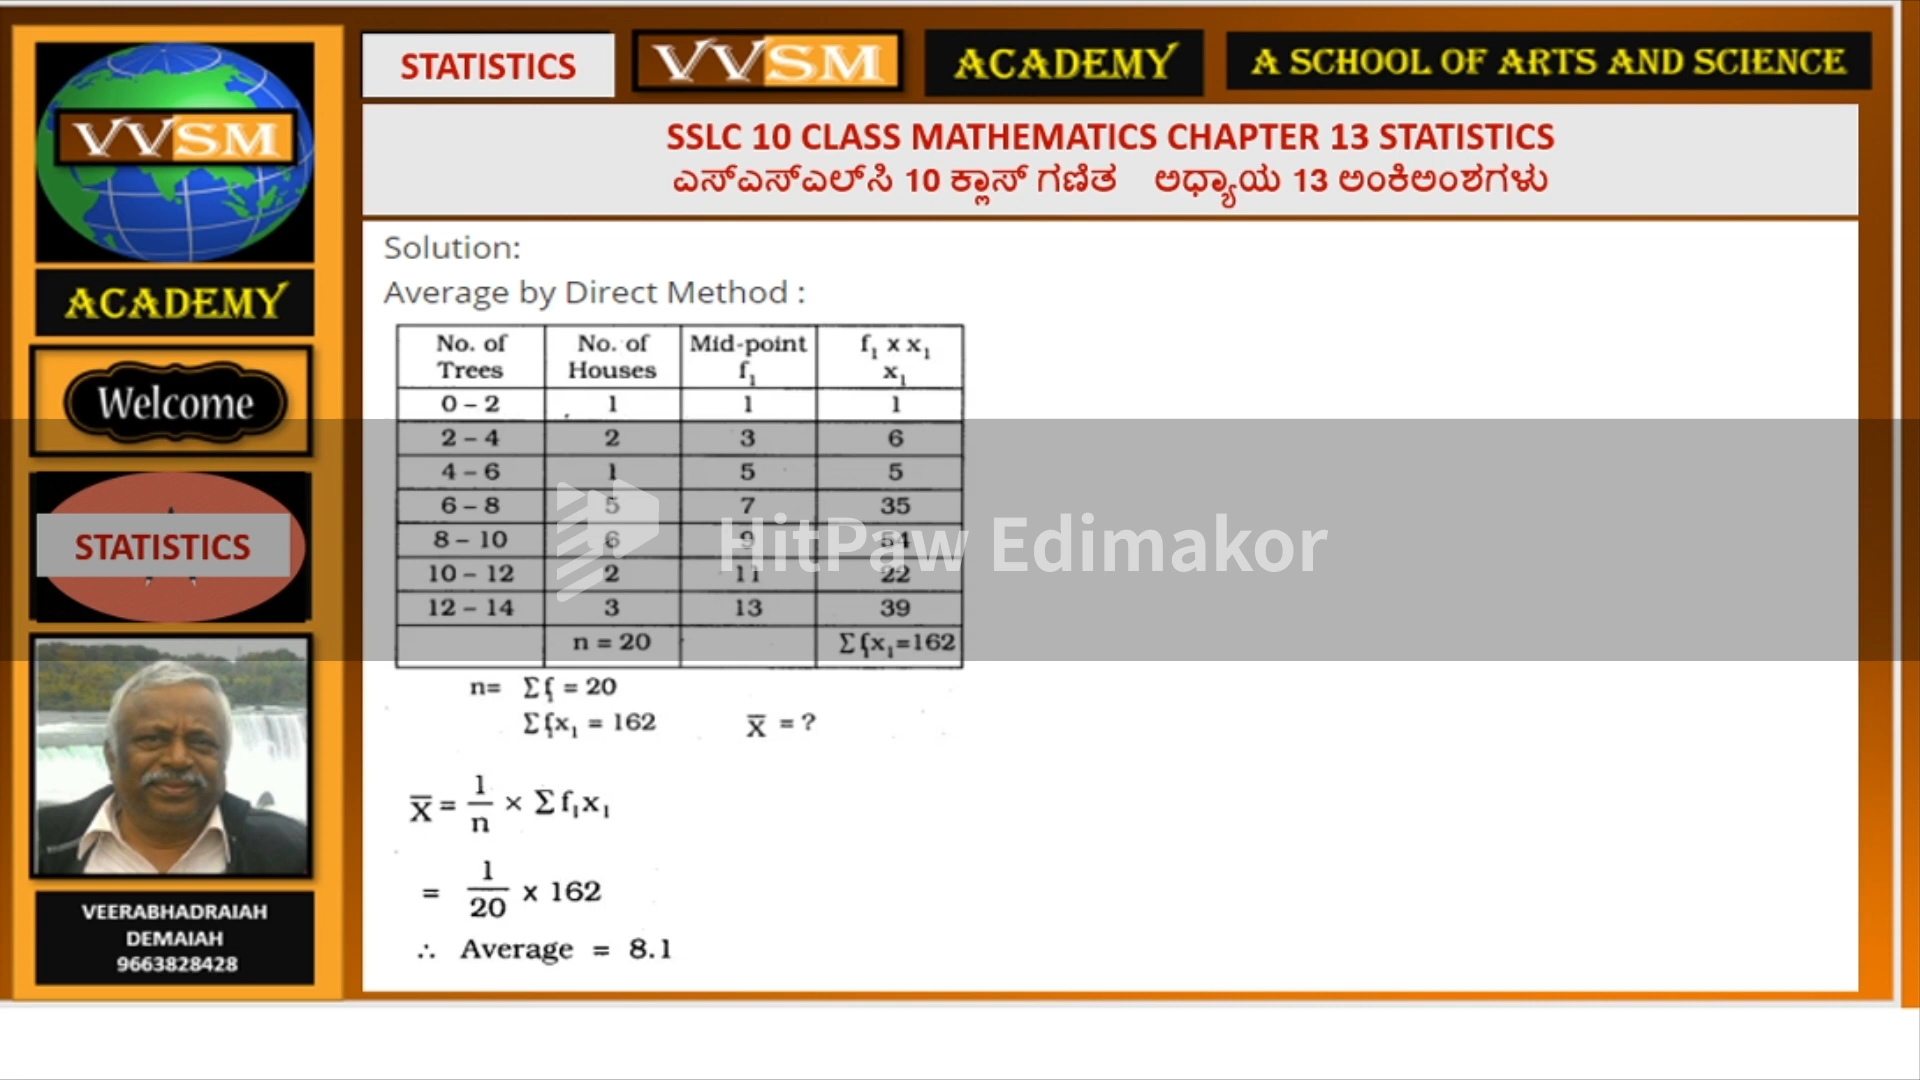 STATISTICS
VVSM
ACADEMY
A SCHOOL OF ARTS AND SCIENCE
VVSM
ACADEMY
Welcome
STATISTICS
VEERABHADRAIAH
DEMAIAH
9663828428
SSLC 10 CLASS MATHEMATICS CHAPTER 13 STATISTICS
ಎಸ್ಎಸ್ಎಲ್ಸಿ 10 ಕ್ಲಾಸ್ ಗಣಿತ ಅಧ್ಯಾಯ 13 ಅಂಕಿಅಂಶಗಳು
Solution:
Average by Direct Method :
No. of Trees | No. of Houses | Mid-point f₁ | f₁ x x₁ x₁
0 – 2 | 1 | 1 | 1
2 – 4 | 2 | 3 | 6
4 – 6 | 1 | 5 | 5
6 – 8 | 5 | 7 | 35
8 – 10 | 6 | 9 | 54
10 – 12 | 2 | 11 | 22
12 – 14 | 3 | 13 | 39
n = 20 | Σfx₁=162
n= Σf = 20
Σfx₁ = 162 X̅ = ?
X̅ = 1/n × Σf₁x₁
= 1/20 x 162
∴ Average = 8.1
HitPaw Edimakor